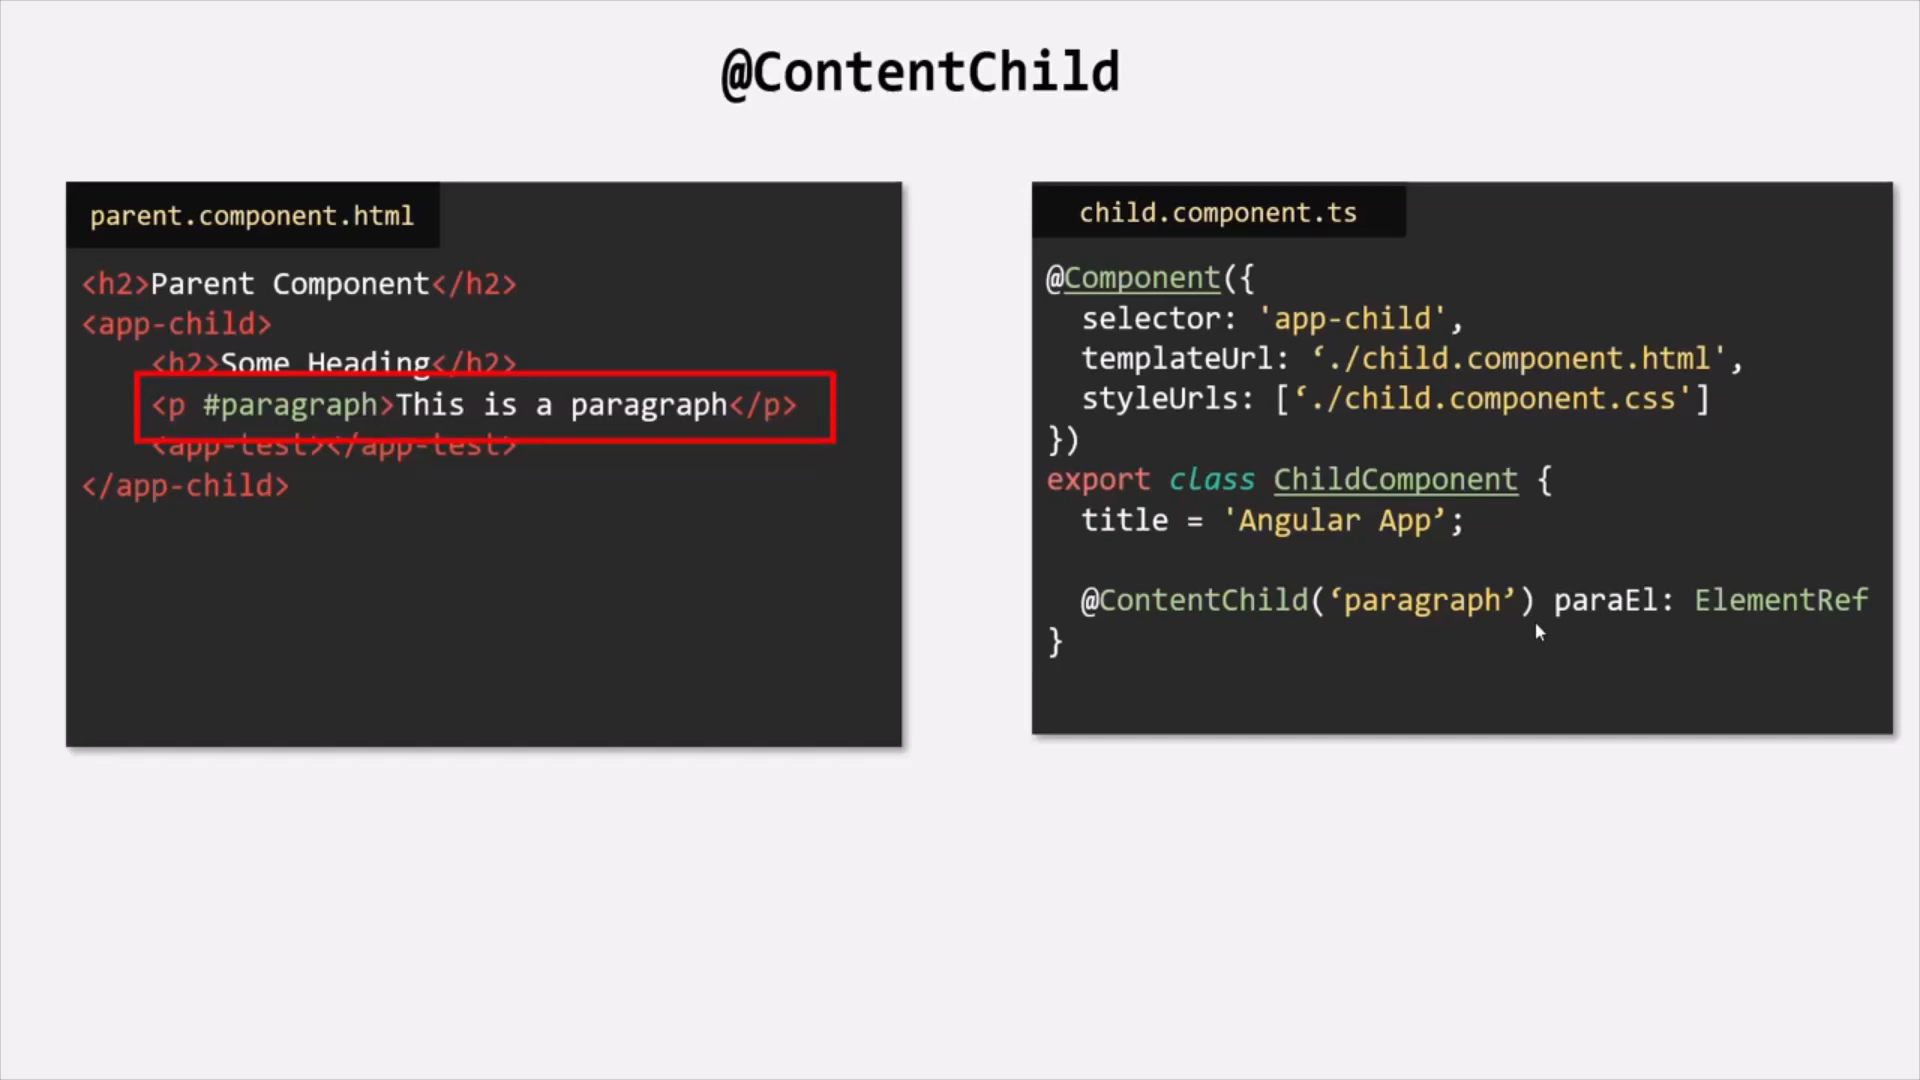 @ContentChild
parent.component.html
<h2>Parent Component</h2>
<app-child>
<h2>Some Heading</h2>
<p #paragraph>This is a paragraph</p>
<app-test></app-test>
</app-child>
child.component.ts
@Component({
selector: 'app-child',
templateUrl: ‘./child.component.html',
styleUrls: [‘./child.component.css']
})
export class ChildComponent {
title = 'Angular App’;
@ContentChild(‘paragraph’) paraEl: ElementRef
}